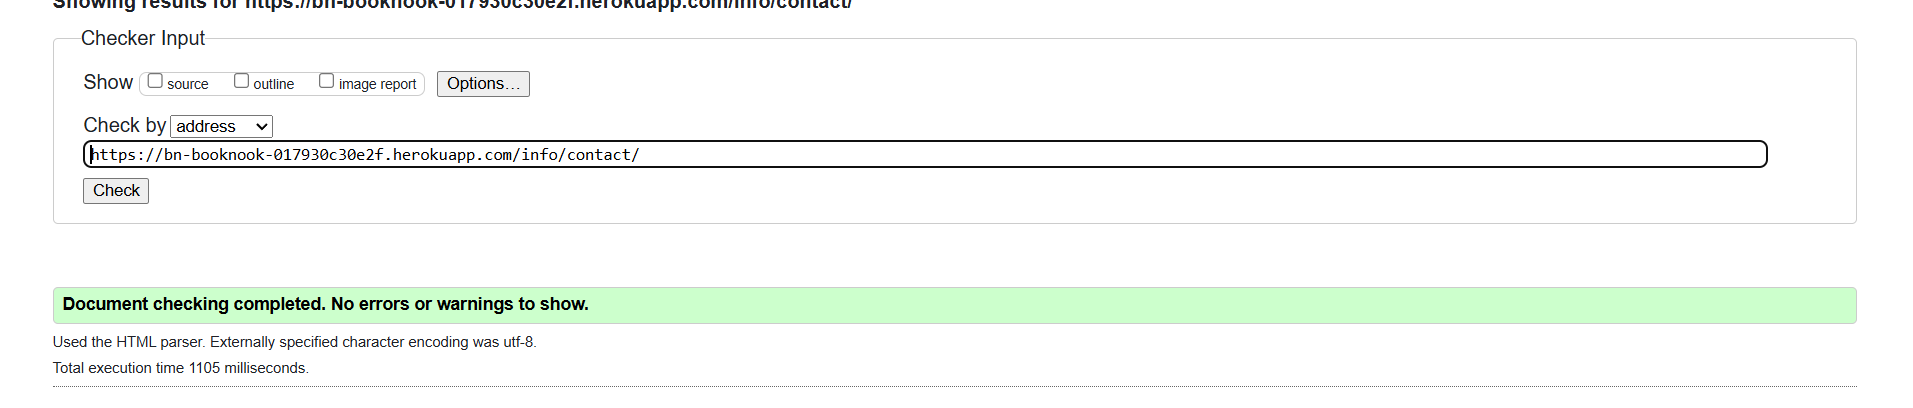 Showing results for https://bn-booknook-017930c30e2f.herokuapp.com/info/contact/
Checker Input
Show source outline image report Options...
Check by address
https://bn-booknook-017930c30e2f.herokuapp.com/info/contact/
Check
Document checking completed. No errors or warnings to show.
Used the HTML parser. Externally specified character encoding was utf-8.
Total execution time 1105 milliseconds.